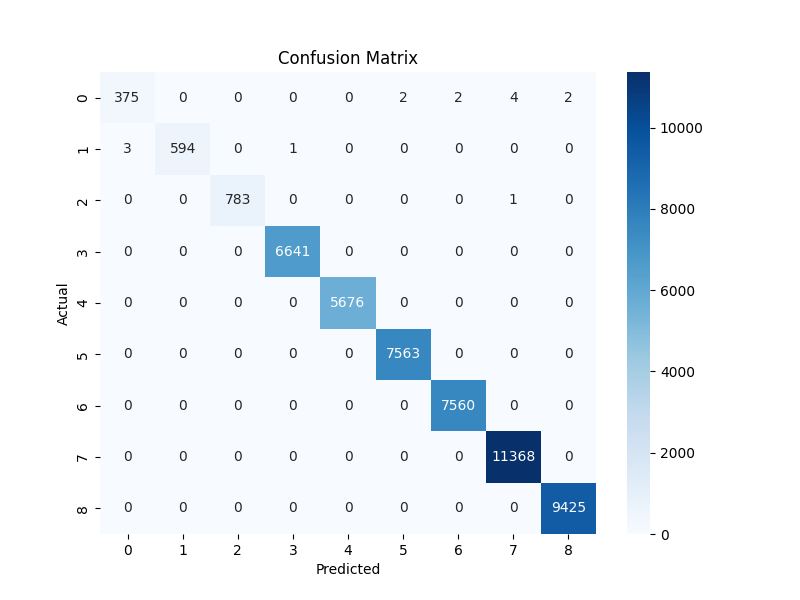 Confusion Matrix
0 375 0 0 0 0 2 2 4 2
1 3 594 0 1 0 0 0 0 0
2 0 0 783 0 0 0 0 1 0
3 0 0 0 6641 0 0 0 0 0
4 0 0 0 0 5676 0 0 0 0
5 0 0 0 0 0 7563 0 0 0
6 0 0 0 0 0 0 7560 0 0
7 0 0 0 0 0 0 0 11368 0
8 0 0 0 0 0 0 0 0 9425
0 1 2 3 4 5 6 7 8
Predicted
Actual
10000
8000
6000
4000
2000
0